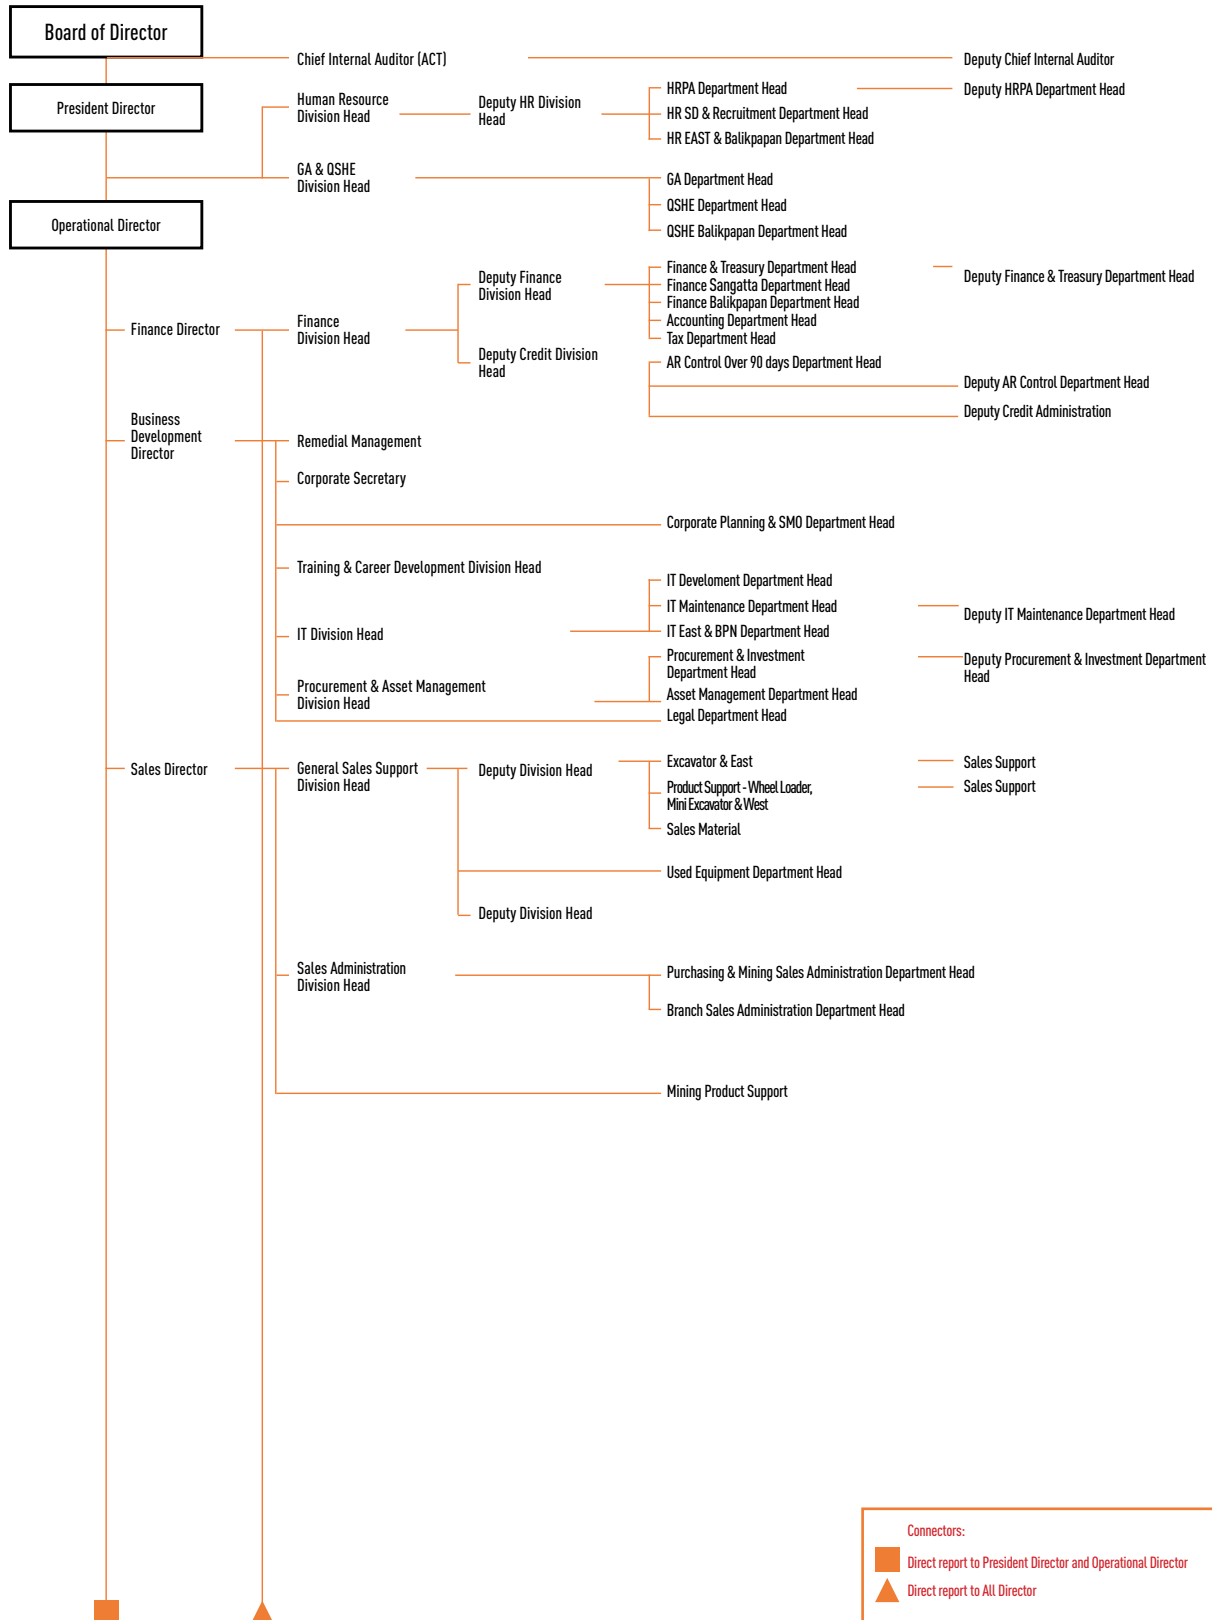 Board of Director
Chief Internal Auditor (ACT)
Deputy Chief Internal Auditor
President Director
Human Resource
Division Head
Deputy HR Division
Head
HRPA Department Head
Deputy HRPA Department Head
HR SD & Recruitment Department Head
HR EAST & Balikpapan Department Head
GA & QSHE
Division Head
GA Department Head
QSHE Department Head
QSHE Balikpapan Department Head
Operational Director
Finance Director
Finance
Division Head
Deputy Finance
Division Head
Finance & Treasury Department Head
Deputy Finance & Treasury Department Head
Finance Sangatta Department Head
Finance Balikpapan Department Head
Accounting Department Head
Tax Department Head
Deputy Credit Division
Head
AR Control Over 90 days Department Head
Deputy AR Control Department Head
Deputy Credit Administration
Business
Development
Director
Remedial Management
Corporate Secretary
Corporate Planning & SMO Department Head
Training & Career Development Division Head
IT Division Head
IT Develoment Department Head
IT Maintenance Department Head
Deputy IT Maintenance Department Head
IT East & BPN Department Head
Procurement & Asset Management
Division Head
Procurement & Investment
Department Head
Deputy Procurement & Investment Department
Head
Asset Management Department Head
Legal Department Head
Sales Director
General Sales Support
Division Head
Deputy Division Head
Excavator & East
Sales Support
Product Support - Wheel Loader,
Mini Excavator & West
Sales Support
Sales Material
Used Equipment Department Head
Deputy Division Head
Sales Administration
Division Head
Purchasing & Mining Sales Administration Department Head
Branch Sales Administration Department Head
Mining Product Support
Connectors:
Direct report to President Director and Operational Director
Direct report to All Director